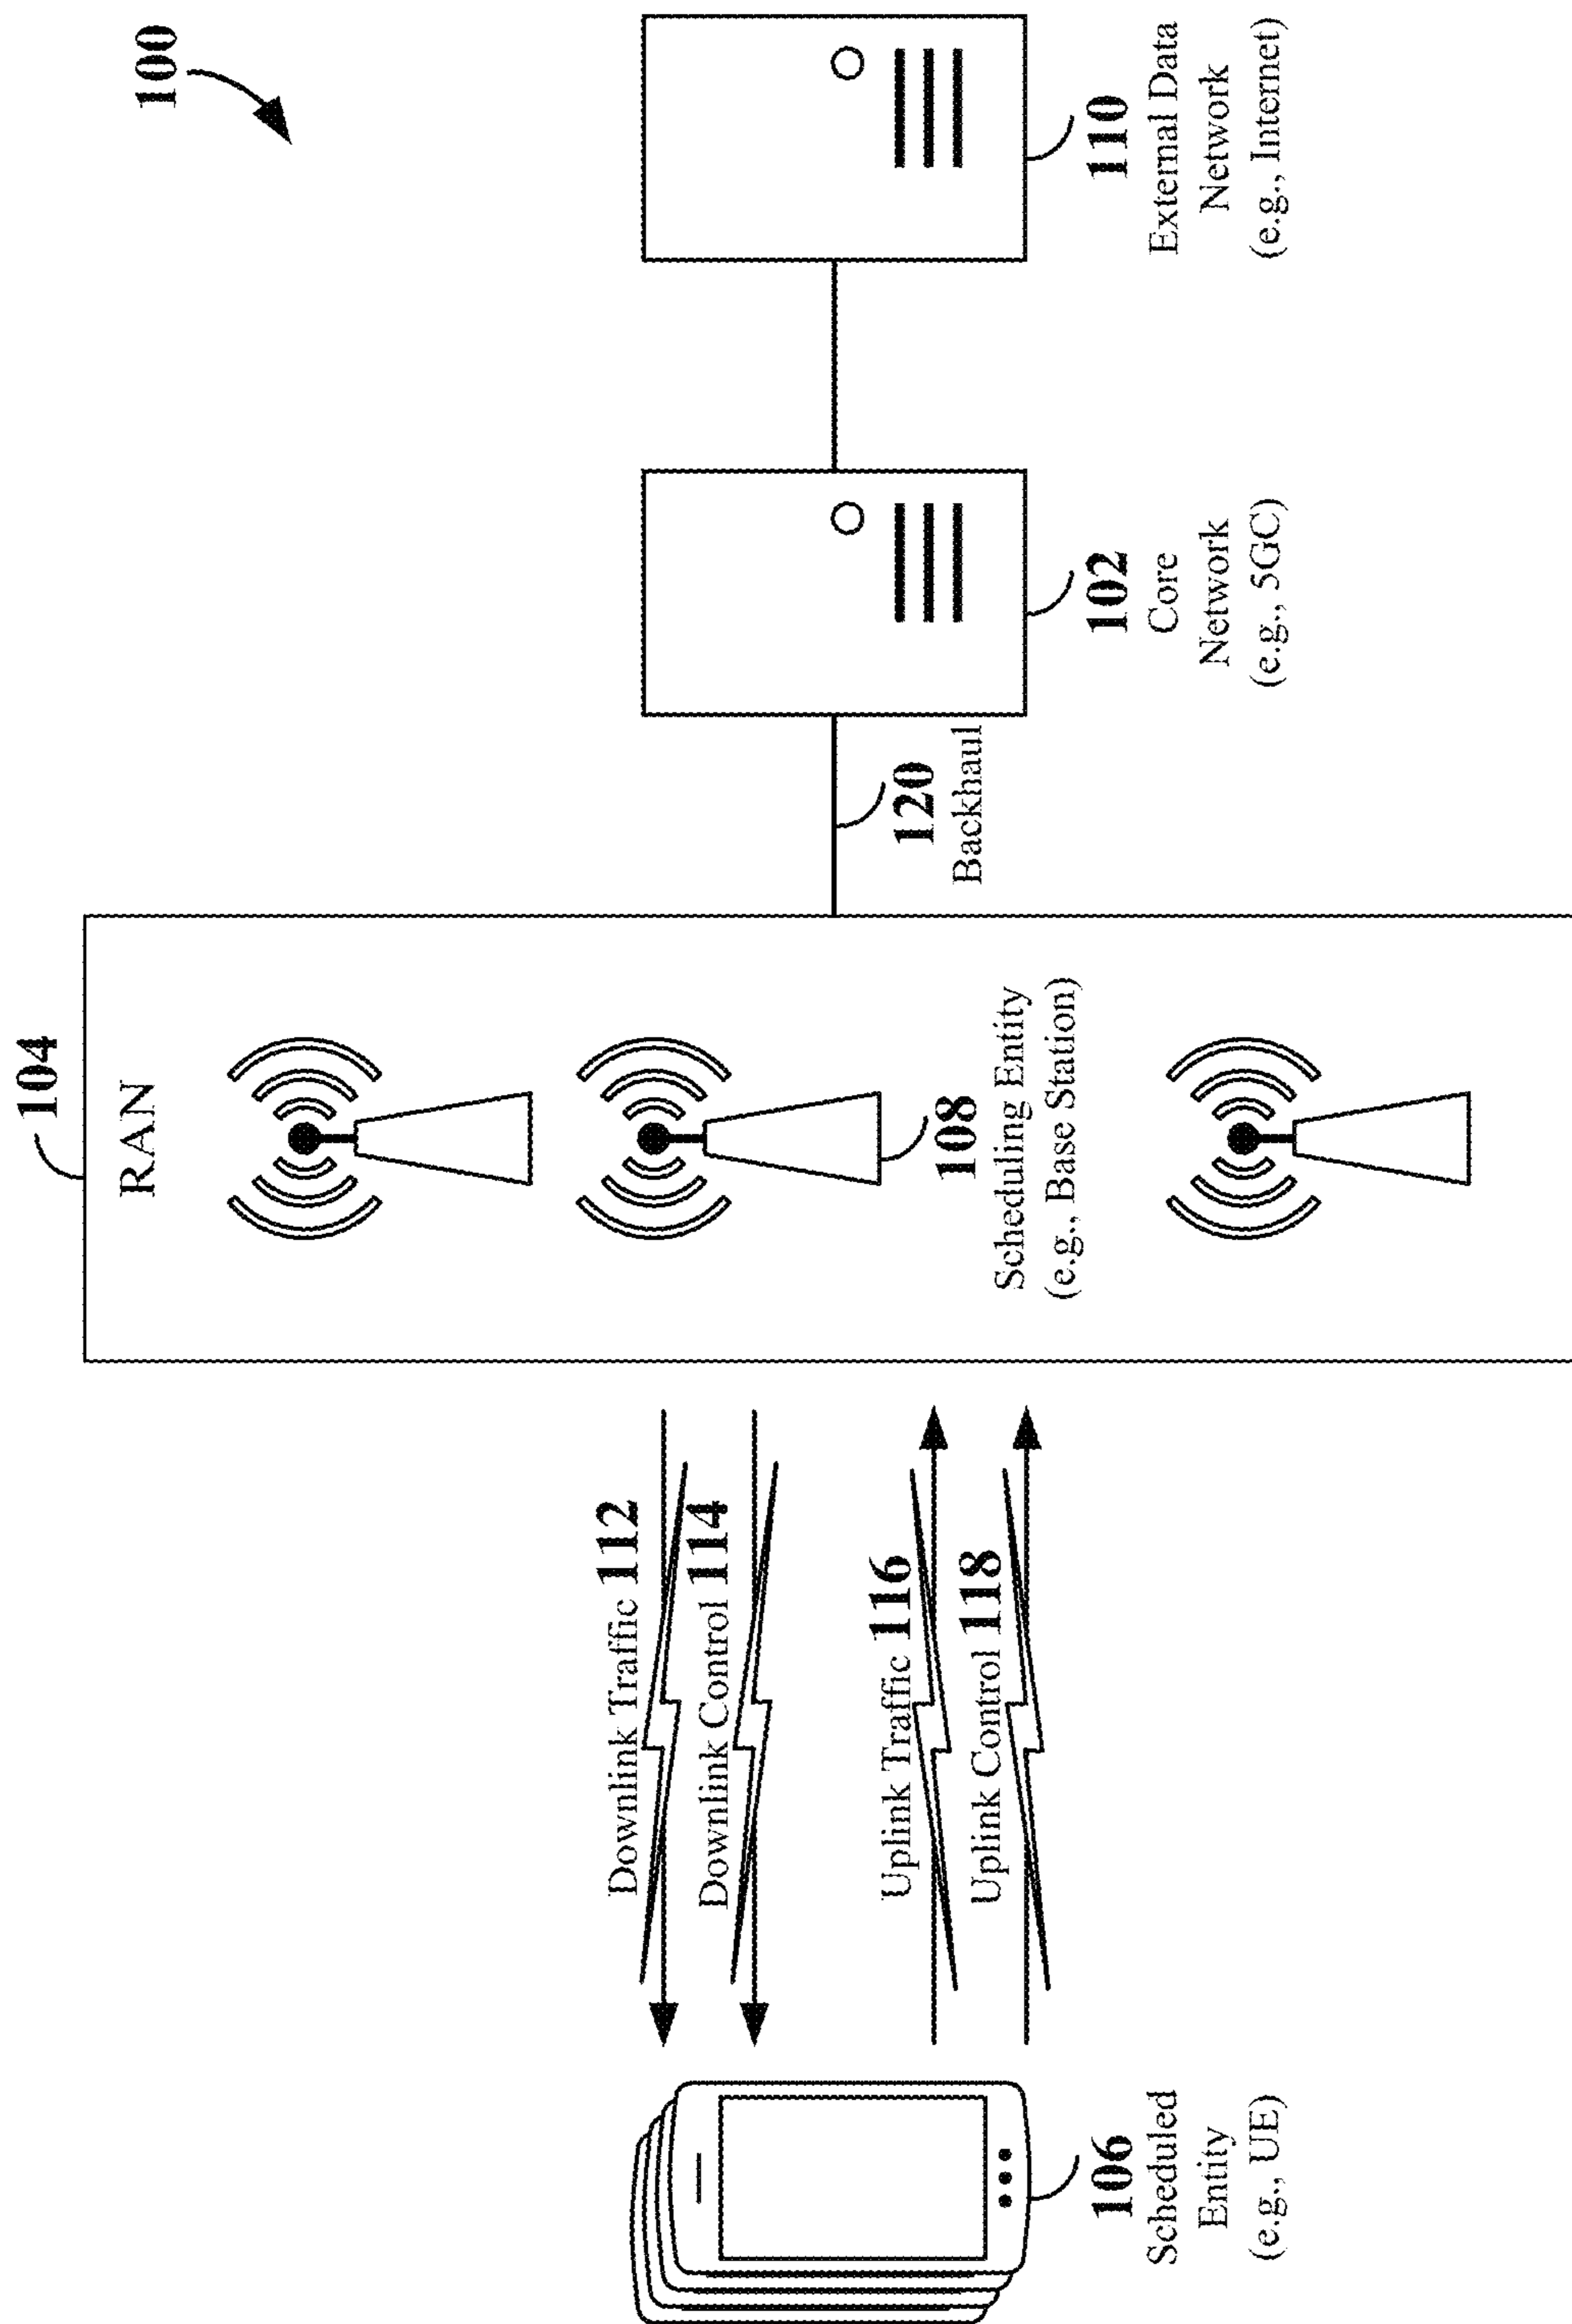 100
104
RAN
108
Scheduling Entity
(e.g., Base Station)
Downlink Traffic 112
Downlink Control 114
Uplink Traffic 116
Uplink Control 118
106
Scheduled
Entity
(e.g., UE)
120
Backhaul
102
Core
Network
(e.g., 5GC)
110
External Data
Network
(e.g., Internet)